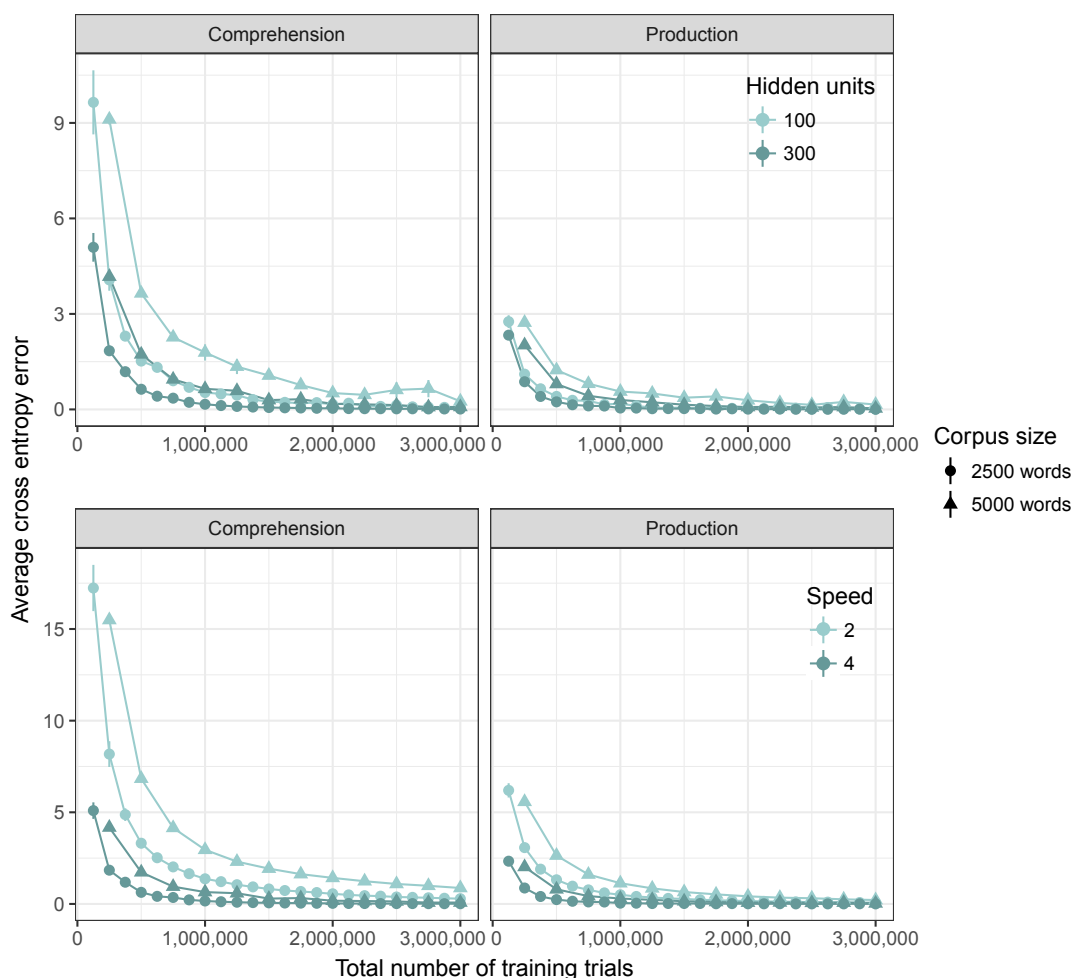 Comprehension
Production
Hidden units
100
300
9
6
3
0
0
1,000,000
2,000,000
3,000,000
0
1,000,000
2,000,000
3,000,000
Average cross entropy error
Corpus size
2500 words
5000 words
Comprehension
Production
Speed
2
4
15
10
5
0
0
1,000,000
2,000,000
3,000,000
0
1,000,000
2,000,000
3,000,000
Total number of training trials